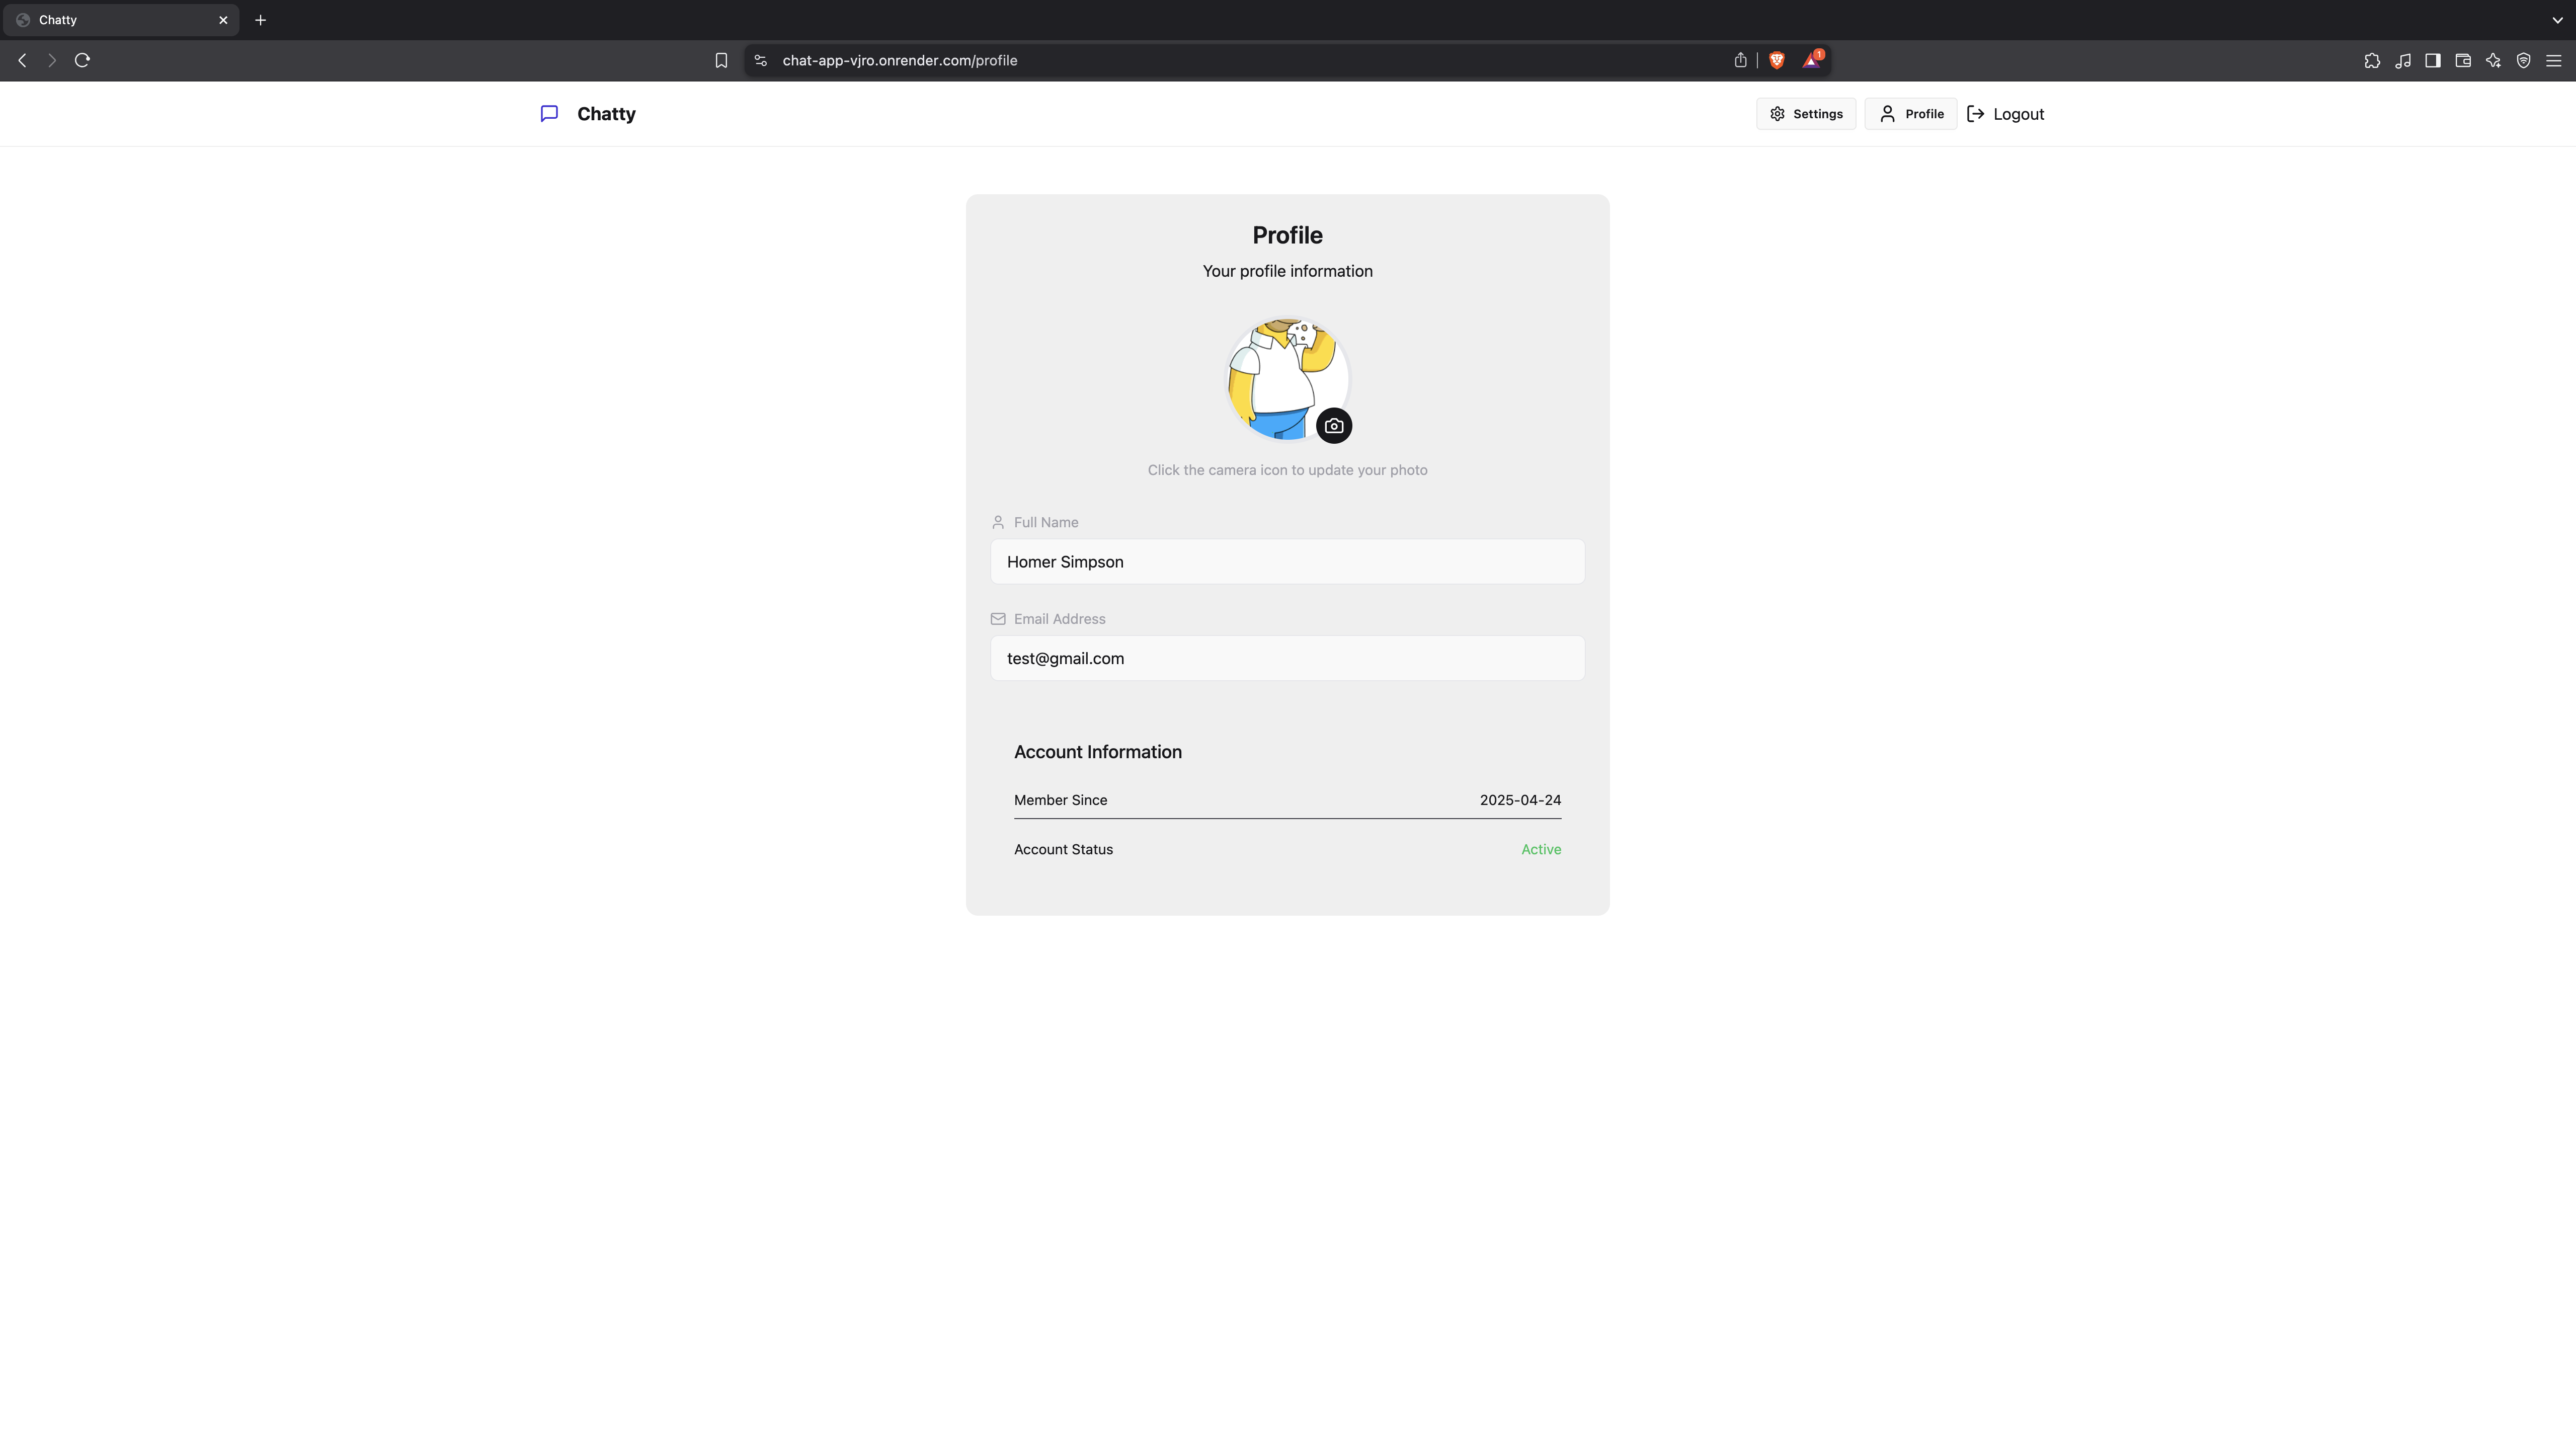 Chatty
chat-app-vjro.onrender.com/profile
1
Chatty
Settings
Profile
Logout
Profile
Your profile information
Click the camera icon to update your photo
Full Name
Homer Simpson
Email Address
test@gmail.com
Account Information
Member Since 2025-04-24
Account Status Active